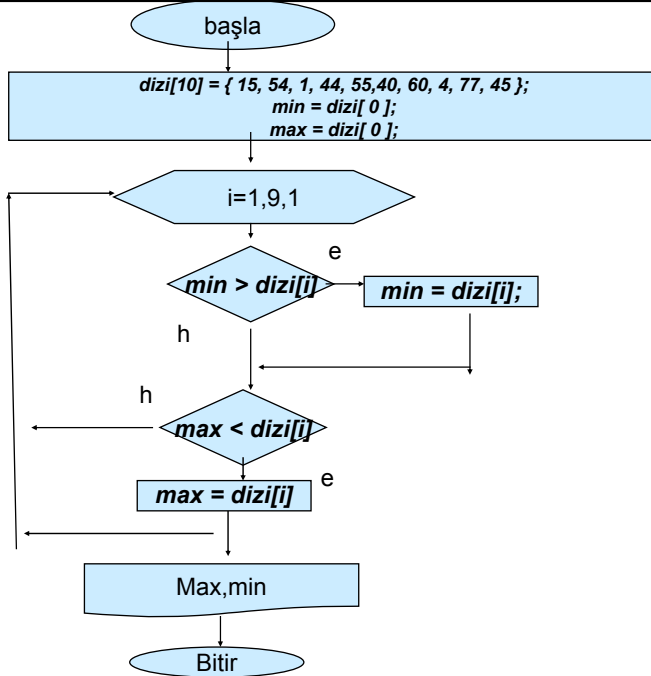 başla
dizi[10] = { 15, 54, 1, 44, 55,40, 60, 4, 77, 45 };
min = dizi[ 0 ];
max = dizi[ 0 ];
i=1,9,1
e
min > dizi[i]
min = dizi[i];
h
h
max < dizi[i]
e
max = dizi[i]
Max,min
Bitir